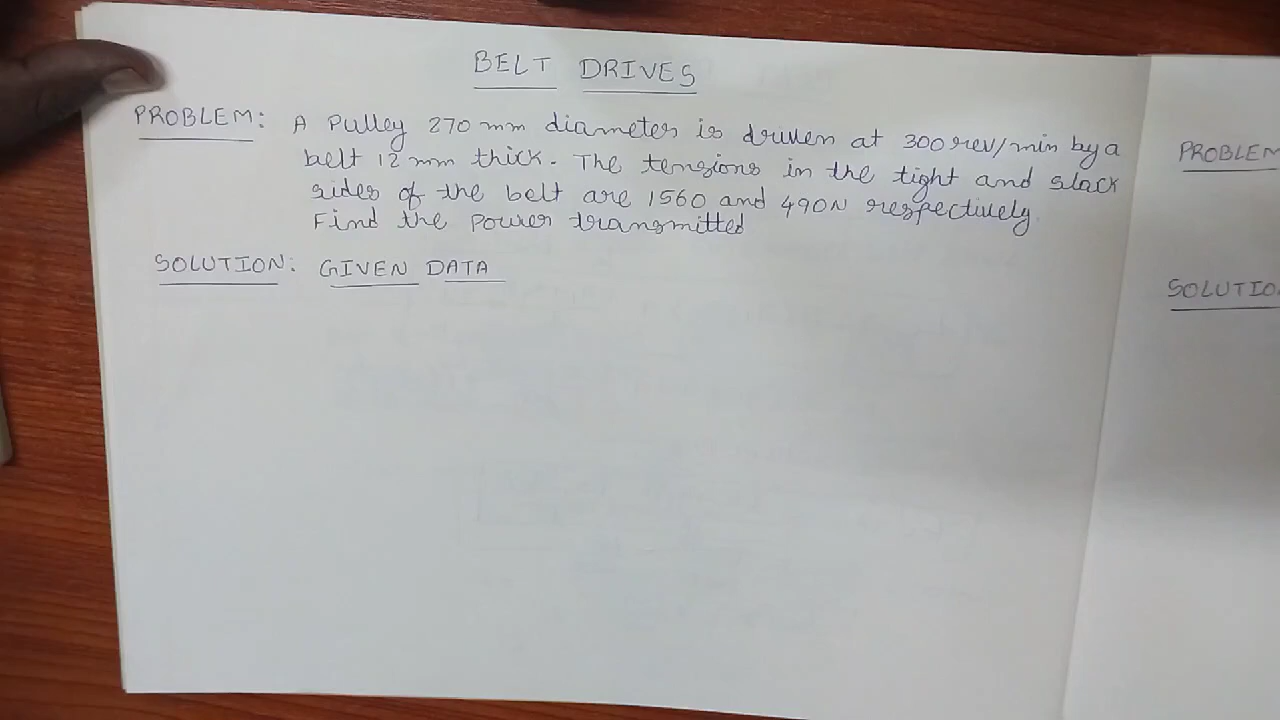 BELT DRIVES
PROBLEM: A Pulley 270 mm diameter is driven at 300 rev/min by a
belt 12 mm thick. The tensions in the tight and slack
sides of the belt are 1560 and 490N respectively.
Find the power transmitted
SOLUTION: GIVEN DATA
PROBLEM
SOLUTIO